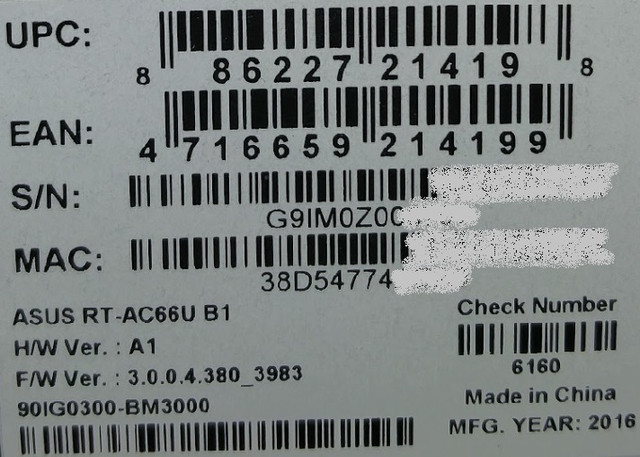 UPC:
8 86227 21419 8
EAN:
4 716659 214199
S/N:
G9IM0Z00
MAC:
38D54774
ASUS RT-AC66U B1
H/W Ver. : A1
F/W Ver. : 3.0.0.4.380_3983
90IG0300-BM3000
Check Number
6160
Made in China
MFG. YEAR: 2016